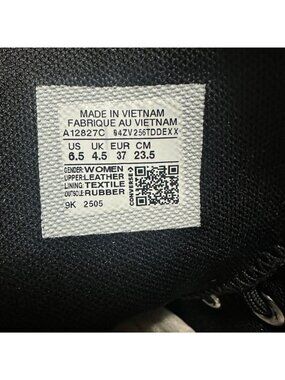 MADE IN VIETNAM
FABRIQUE AU VIETNAM
A12827C 94ZV256TDDEXX
US UK EUR CM
6.5 4.5 37 23.5
GENDER: WOMEN
UPPER: LEATHER
LINING: TEXTILE
OUTSOLE: RUBBER
CONVERSE
9K 2505